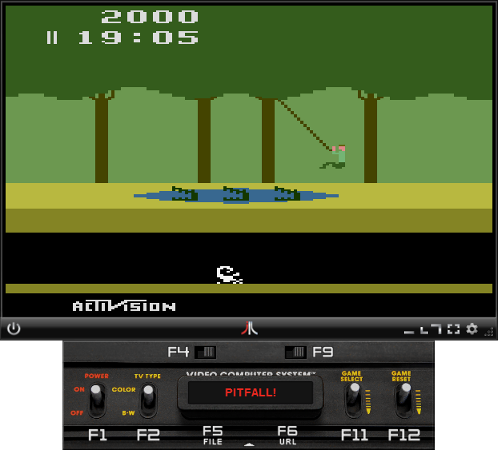 2000
19:05
ACTIVISION
F4
F9
POWER
TV TYPE
VIDEO COMPUTER SYSTEM™
GAME SELECT
GAME RESET
ON
COLOR
PITFALL!
OFF
B·W
F1
F2
F5
FILE
F6
URL
F11
F12